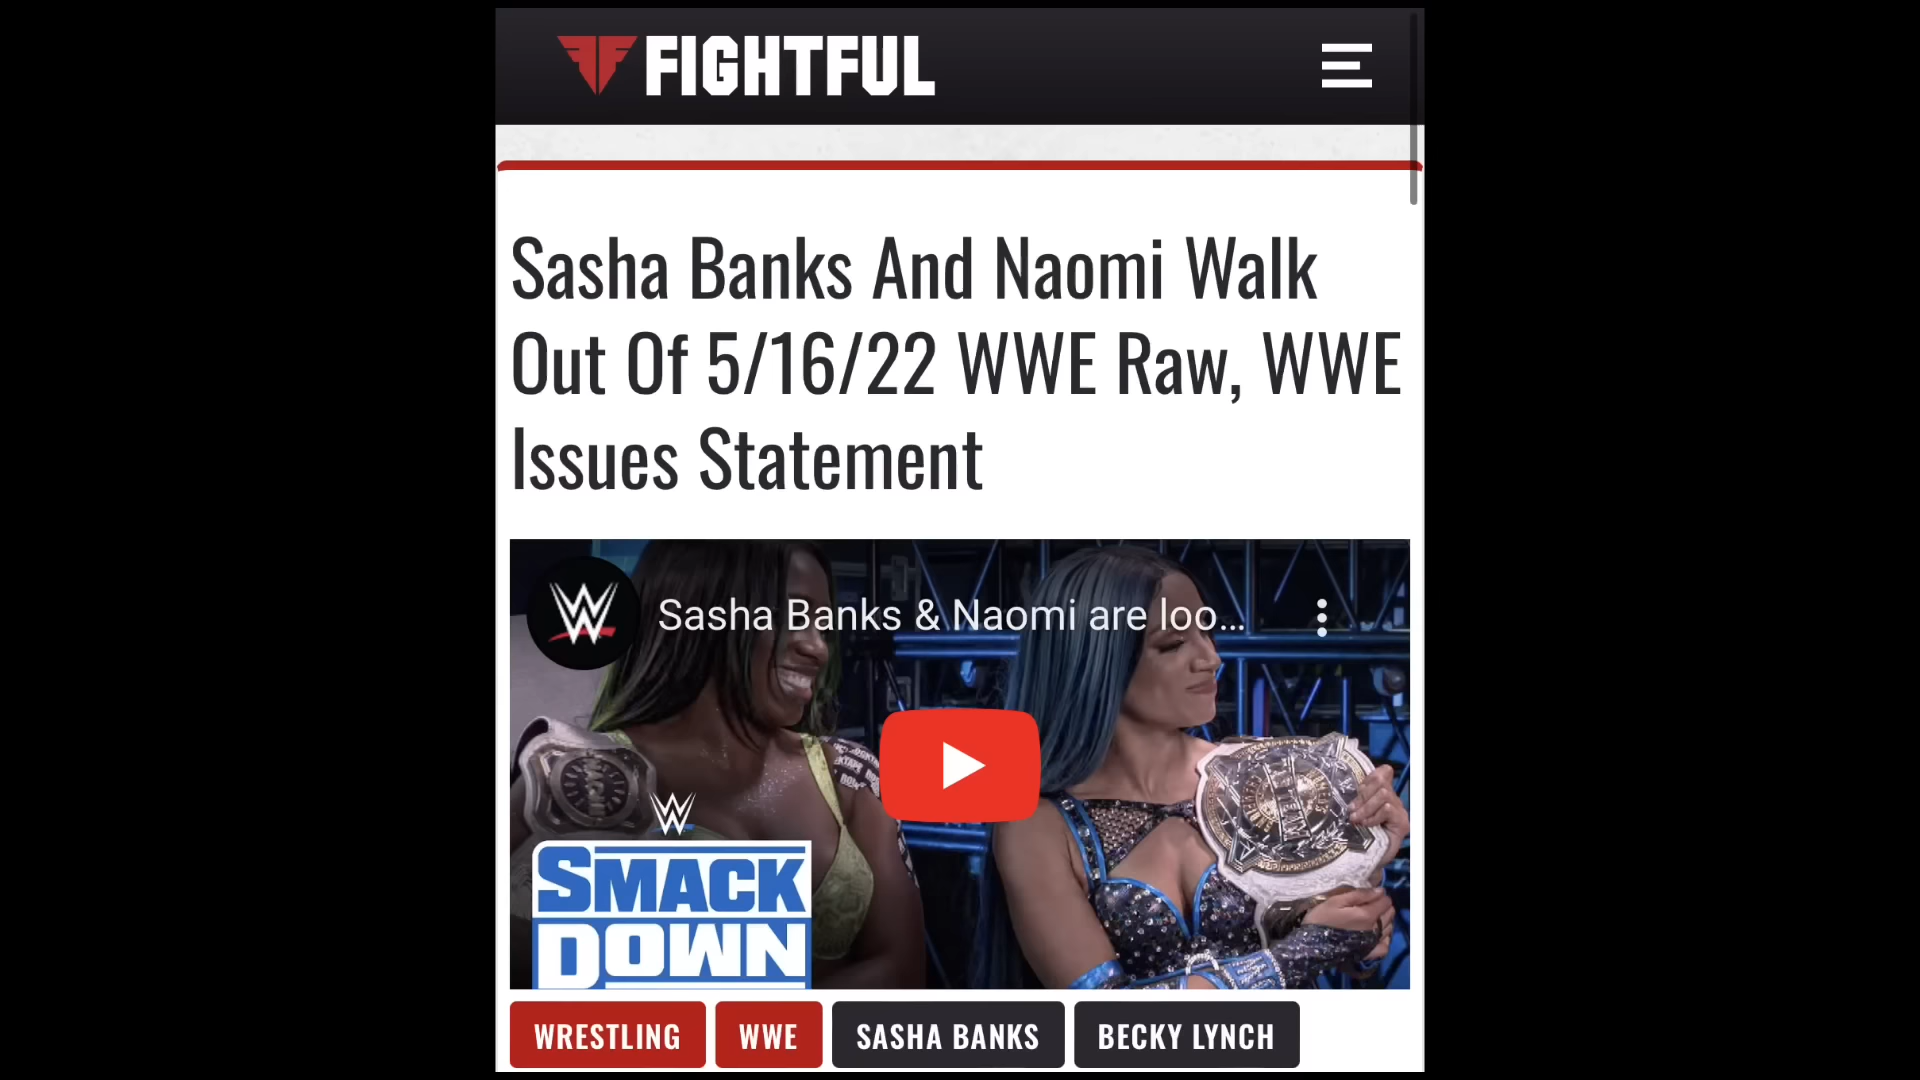 FIGHTFUL
Sasha Banks And Naomi Walk
Out Of 5/16/22 WWE Raw, WWE
Issues Statement
Sasha Banks & Naomi are loo...
SMACK
DOWN
WRESTLING
WWE
SASHA BANKS
BECKY LYNCH